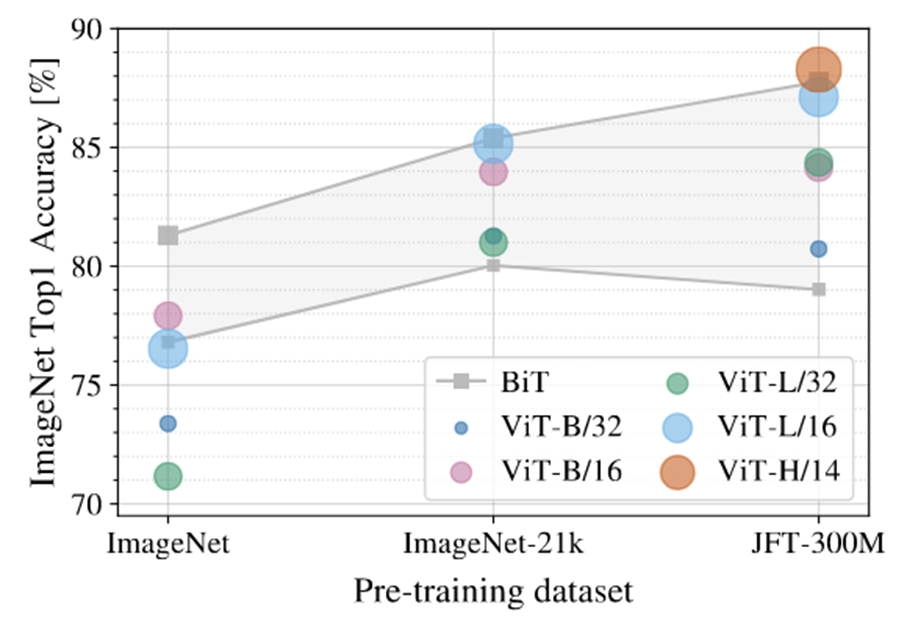 90
85
80
75
70
ImageNet Top1 Accuracy [%]
BiT
ViT-B/32
ViT-B/16
ViT-L/32
ViT-L/16
ViT-H/14
ImageNet
ImageNet-21k
JFT-300M
Pre-training dataset